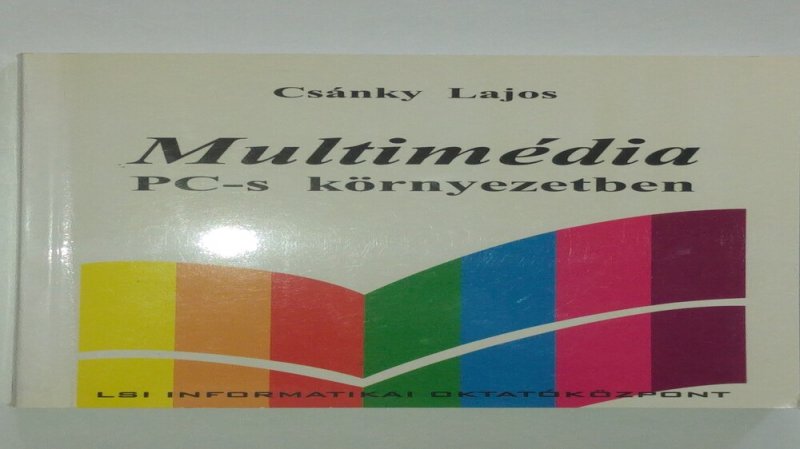 Csánky Lajos
Multimédia
PC-s környezetben
LSI INFORMATIKAI OKTATÓKÖZPONT